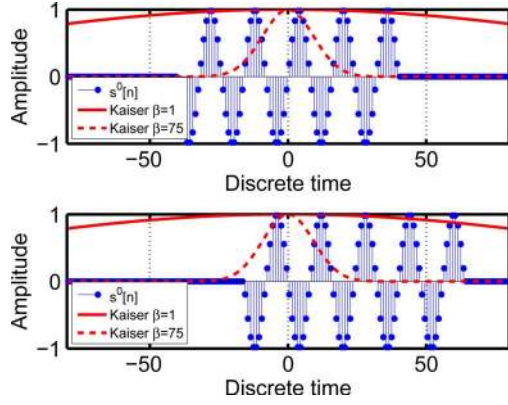 1
0
−1
Amplitude
s⁰[n]
Kaiser β=1
Kaiser β=75
−50
0
50
Discrete time
1
0
−1
Amplitude
s⁰[n]
Kaiser β=1
Kaiser β=75
−50
0
50
Discrete time